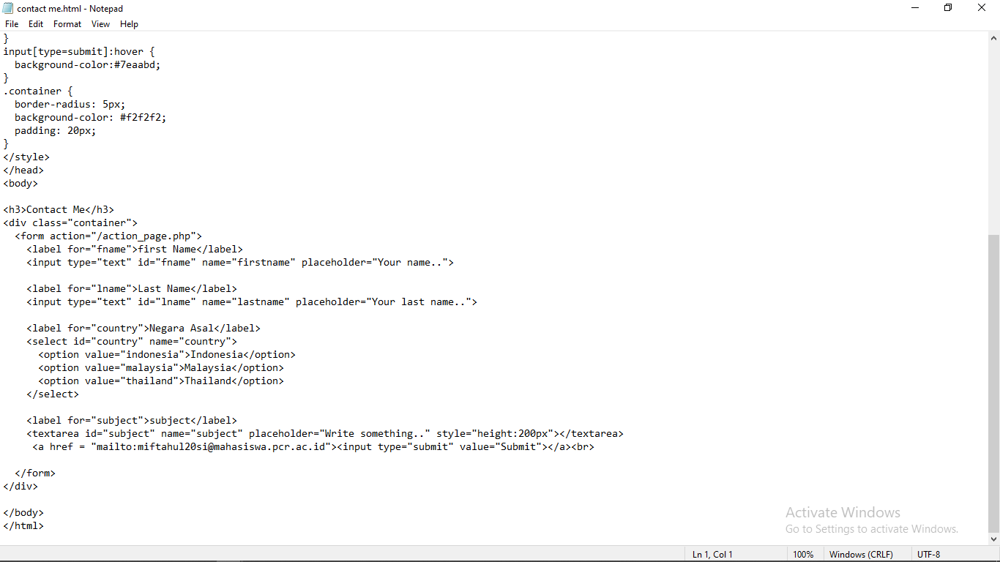 contact me.html - Notepad
File Edit Format View Help
}
input[type=submit]:hover {
  background-color:#7eaabd;
}
.container {
  border-radius: 5px;
  background-color: #f2f2f2;
  padding: 20px;
}
</style>
</head>
<body>

<h3>Contact Me</h3>
<div class="container">
  <form action="/action_page.php">
    <label for="fname">first Name</label>
    <input type="text" id="fname" name="firstname" placeholder="Your name..">

    <label for="lname">Last Name</label>
    <input type="text" id="lname" name="lastname" placeholder="Your last name..">

    <label for="country">Negara Asal</label>
    <select id="country" name="country">
      <option value="indonesia">Indonesia</option>
      <option value="malaysia">Malaysia</option>
      <option value="thailand">Thailand</option>
    </select>

    <label for="subject">subject</label>
    <textarea id="subject" name="subject" placeholder="Write something.." style="height:200px"></textarea>
     <a href = "mailto:miftahul20si@mahasiswa.pcr.ac.id"><input type="submit" value="Submit"></a><br>

  </form>
</div>

</body>
</html>
Activate Windows
Go to Settings to activate Windows.
Ln 1, Col 1 100% Windows (CRLF) UTF-8